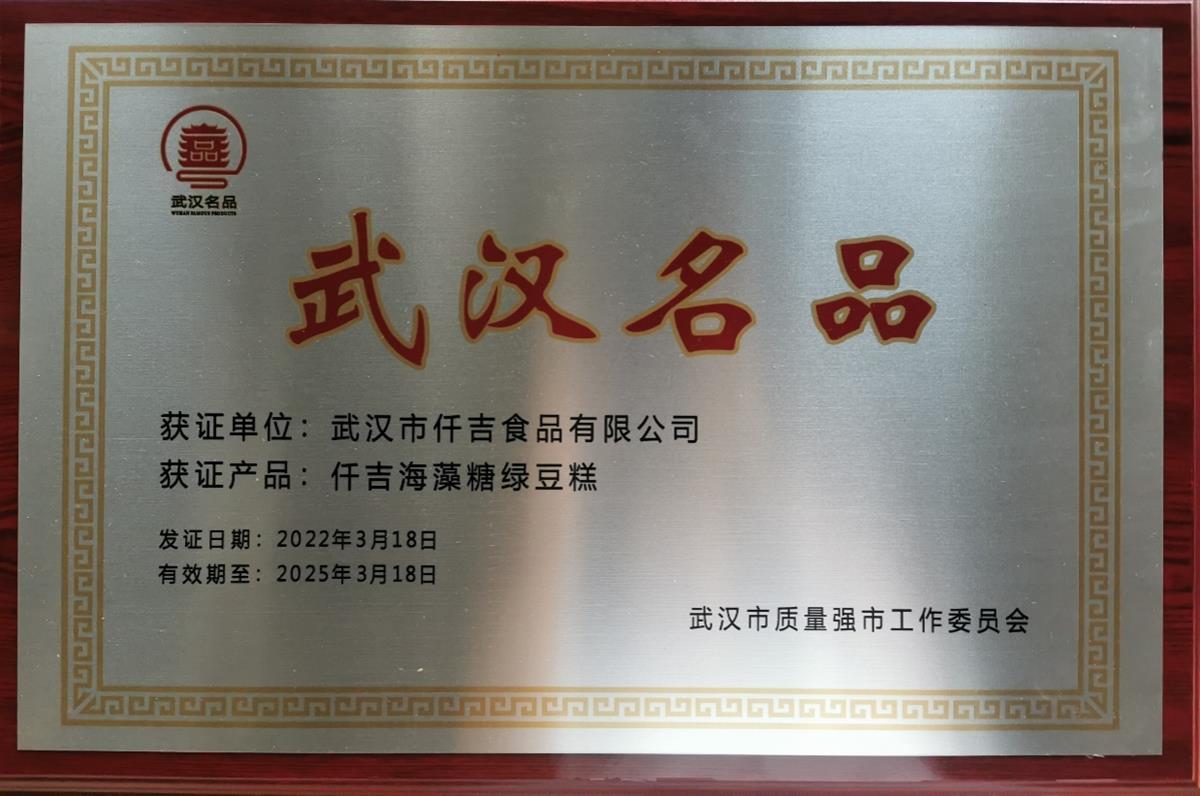 武汉名品
WUHAN FAMOUS PRODUCTS
武汉名品
获证单位：武汉市仟吉食品有限公司
获证产品：仟吉海藻糖绿豆糕
发证日期：2022年3月18日
有效期至：2025年3月18日
武汉市质量强市工作委员会